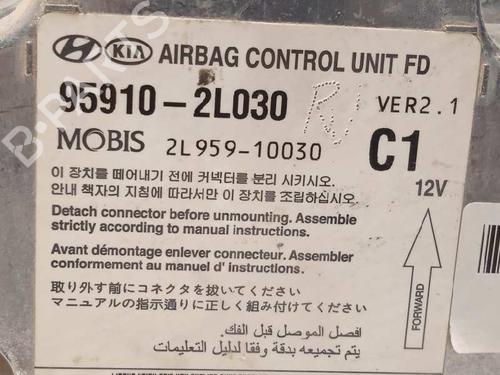 HYUNDAI KIA AIRBAG CONTROL UNIT FD
95910-2L030 VER2.1
MOBIS 2L959-10030 C1
이 장치를 떼어내기 전에 커넥터를 분리 시키시오.
안내 책자의 지침에 따라서만 이 장치를 조립하십시오.
12V
Detach connector before unmounting. Assemble
strictly according to manual instructions.
Avant démontage enlever connecteur. Assembler
conformement au manuel d' instructions.
取り外す前にコネクタを抜いてください
マニュアルの指示通りに正しく組み付けてください
افصل الموصل قبل الفك.
يتم تجميعه بدقة وفقا لدليل التعليمات
FORWARD
B-PARTS